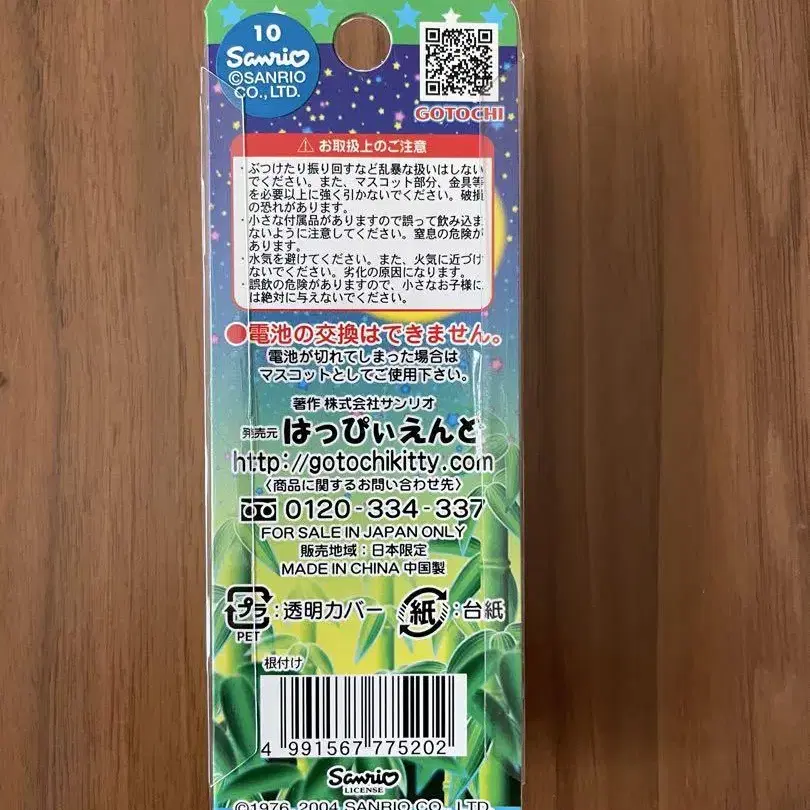 10
Sanrio
©SANRIO
CO.,LTD.
GOTOCHI
⚠ お取扱上のご注意
・ぶつけたり振り回すなど乱暴な扱いはしない
でください。また、マスコット部分、金具等
を必要以上に強く引かないでください。破損
の恐れがあります。
・小さな付属品がありますので誤って飲み込ま
ないように注意してください。窒息の危険が
あります。
・水気を避けてください。また、火気に近づけ
ないでください。劣化の原因になります。
・誤飲の危険がありますので、小さなお子様に
は絶対に与えないでください。
●電池の交換はできません。
電池が切れてしまった場合は
マスコットとしてご使用下さい。
著作 株式会社サンリオ
発売元 はっぴぃえんど
http://gotochikitty.com
〈商品に関するお問い合わせ先〉
0120-334-337
FOR SALE IN JAPAN ONLY
販売地域：日本限定
MADE IN CHINA 中国製
プラ:透明カバー 紙:台紙
PET
根付け
4 991567 775202
Sanrio
LICENSE
©1976, 2004 SANRIO CO., LTD.